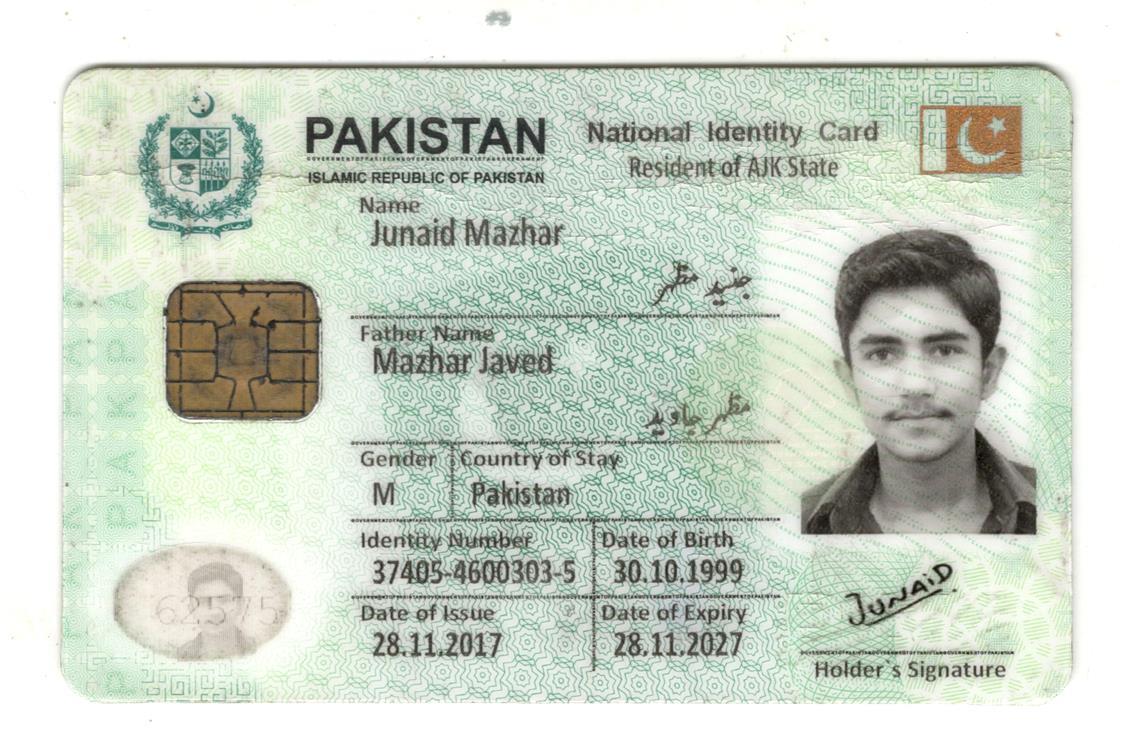 PAKISTAN
ISLAMIC REPUBLIC OF PAKISTAN
National Identity Card
Resident of AJK State
Name
Junaid Mazhar
جنید مظہر
Father Name
Mazhar Javed
مظہر جاوید
Gender
Country of Stay
M
Pakistan
Identity Number
Date of Birth
37405-4600303-5
30.10.1999
Date of Issue
Date of Expiry
28.11.2017
28.11.2027
62575
JUNAID
Holder`s Signature